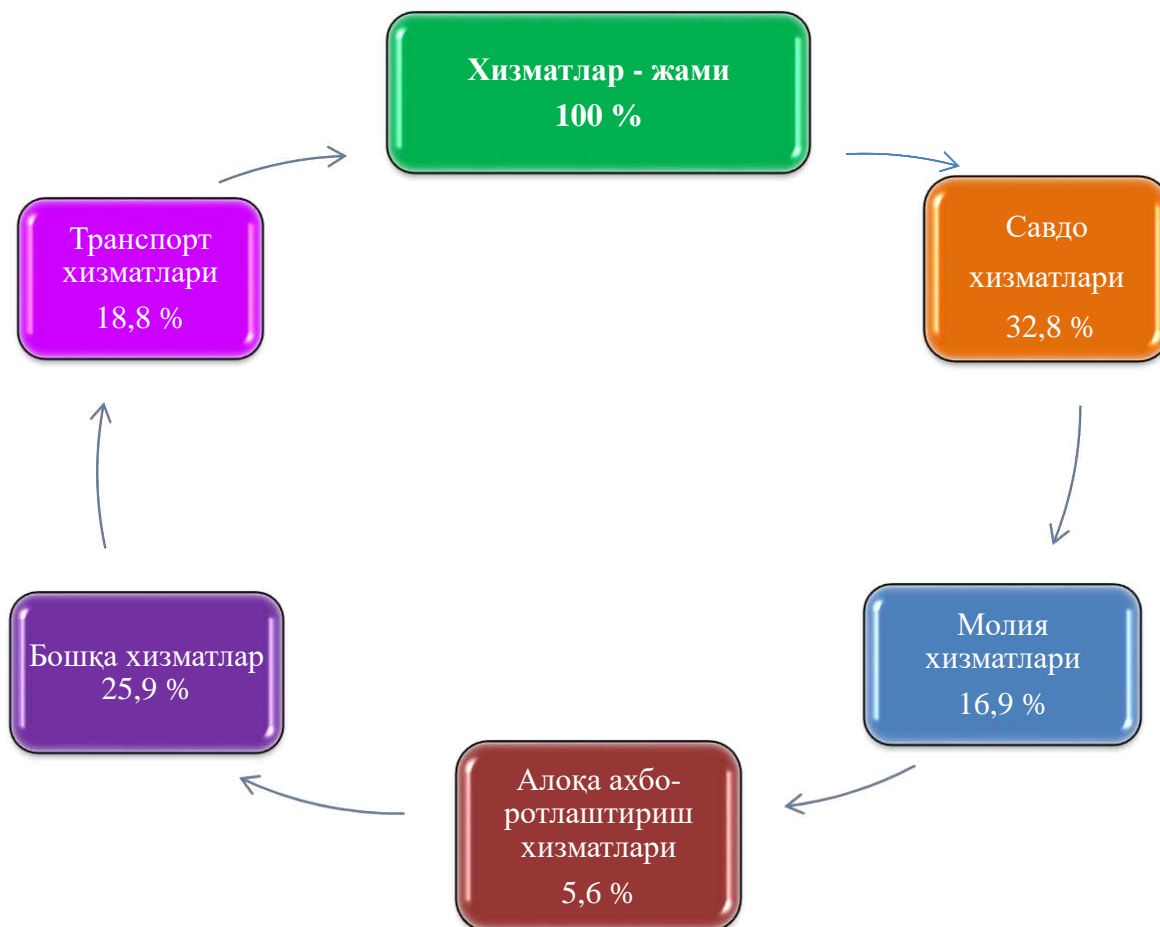 Хизматлар - жами
100 %
Савдо
хизматлари
32,8 %
Молия
хизматлари
16,9 %
Алоқа ахбо-
ротлаштириш
хизматлари
5,6 %
Бошқа хизматлар
25,9 %
Транспорт
хизматлари
18,8 %